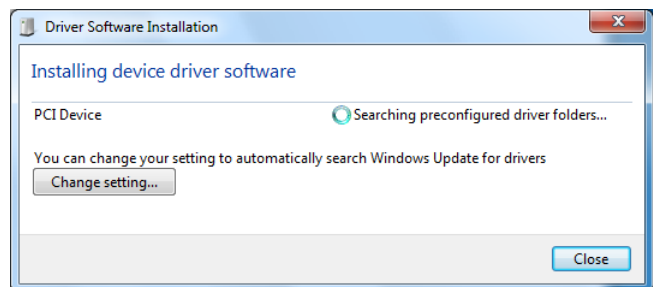 Driver Software Installation
Installing device driver software
PCI Device Searching preconfigured driver folders...
You can change your setting to automatically search Windows Update for drivers
Change setting...
Close